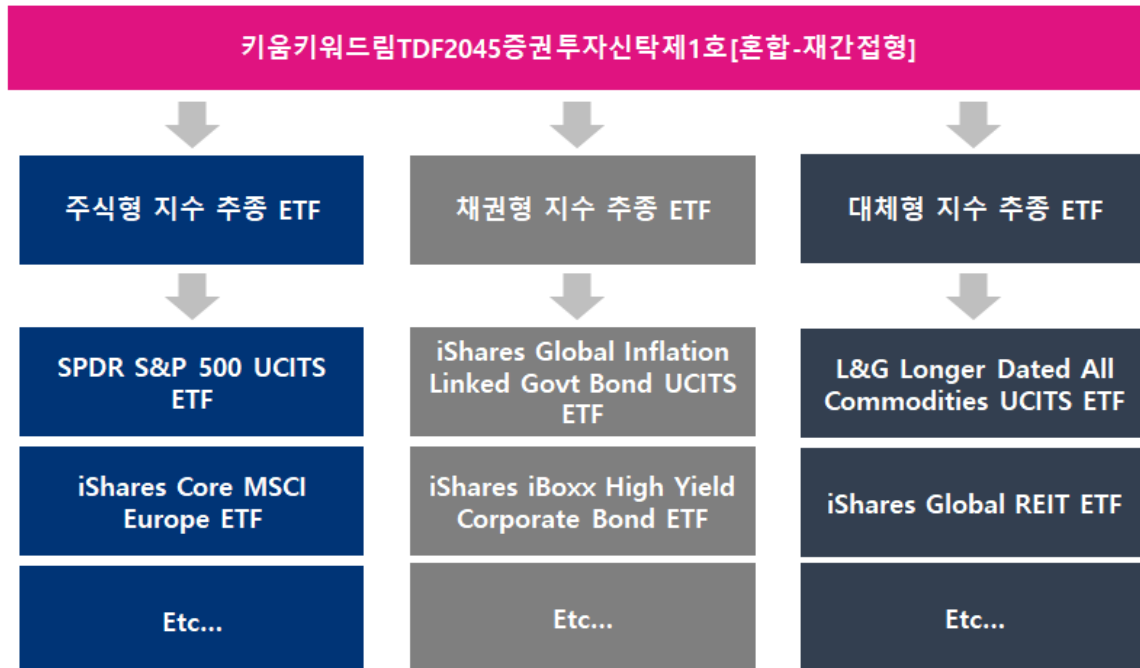 키움키워드림TDF2045증권투자신탁제1호[혼합-재간접형]
주식형 지수 추종 ETF
채권형 지수 추종 ETF
대체형 지수 추종 ETF
SPDR S&P 500 UCITS
ETF
iShares Global Inflation
Linked Govt Bond UCITS
ETF
L&G Longer Dated All
Commodities UCITS ETF
iShares Core MSCI
Europe ETF
iShares iBoxx High Yield
Corporate Bond ETF
iShares Global REIT ETF
Etc...
Etc...
Etc...